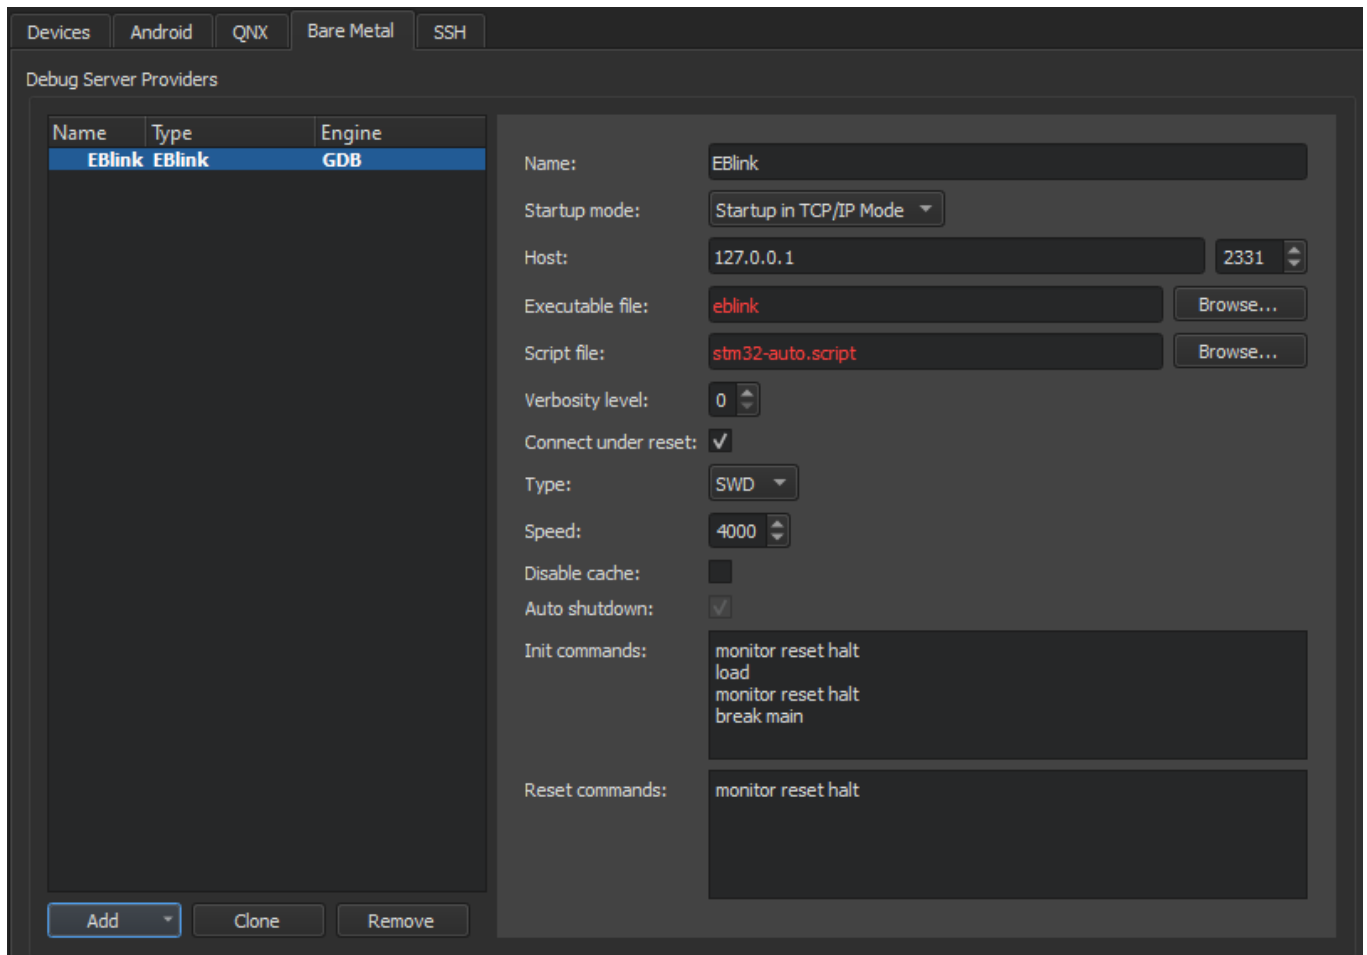 Devices Android QNX Bare Metal SSH
Debug Server Providers
Name Type Engine
EBlink EBlink GDB
Name: EBlink
Startup mode: Startup in TCP/IP Mode
Host: 127.0.0.1 2331
Executable file: eblink Browse...
Script file: stm32-auto.script Browse...
Verbosity level: 0
Connect under reset:
Type: SWD
Speed: 4000
Disable cache:
Auto shutdown:
Init commands: monitor reset halt
load
monitor reset halt
break main
Reset commands: monitor reset halt
Add Clone Remove